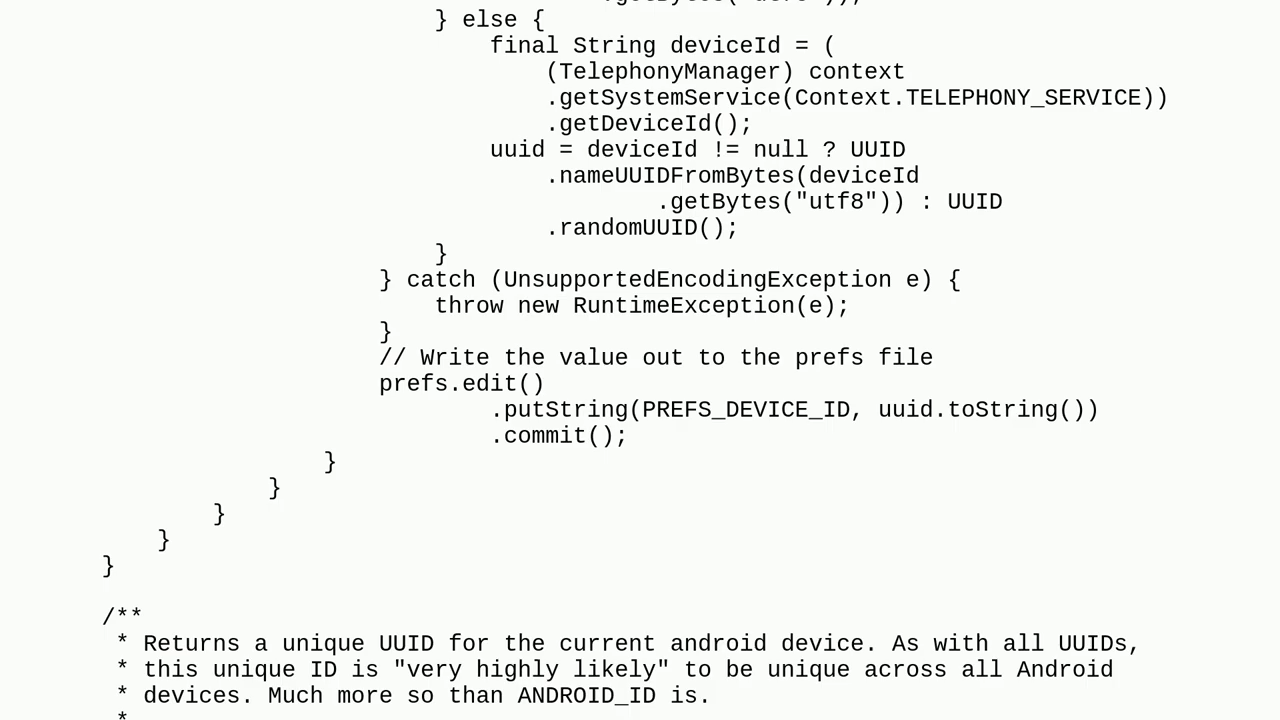 } else {
final String deviceId = (
(TelephonyManager) context
.getSystemService(Context.TELEPHONY_SERVICE))
.getDeviceId();
uuid = deviceId != null ? UUID
.nameUUIDFromBytes(deviceId
.getBytes("utf8")) : UUID
.randomUUID();
}
} catch (UnsupportedEncodingException e) {
throw new RuntimeException(e);
}
// Write the value out to the prefs file
prefs.edit()
.putString(PREFS_DEVICE_ID, uuid.toString())
.commit();
}
}
}
}
}
/**
* Returns a unique UUID for the current android device. As with all UUIDs,
* this unique ID is "very highly likely" to be unique across all Android
* devices. Much more so than ANDROID_ID is.
*